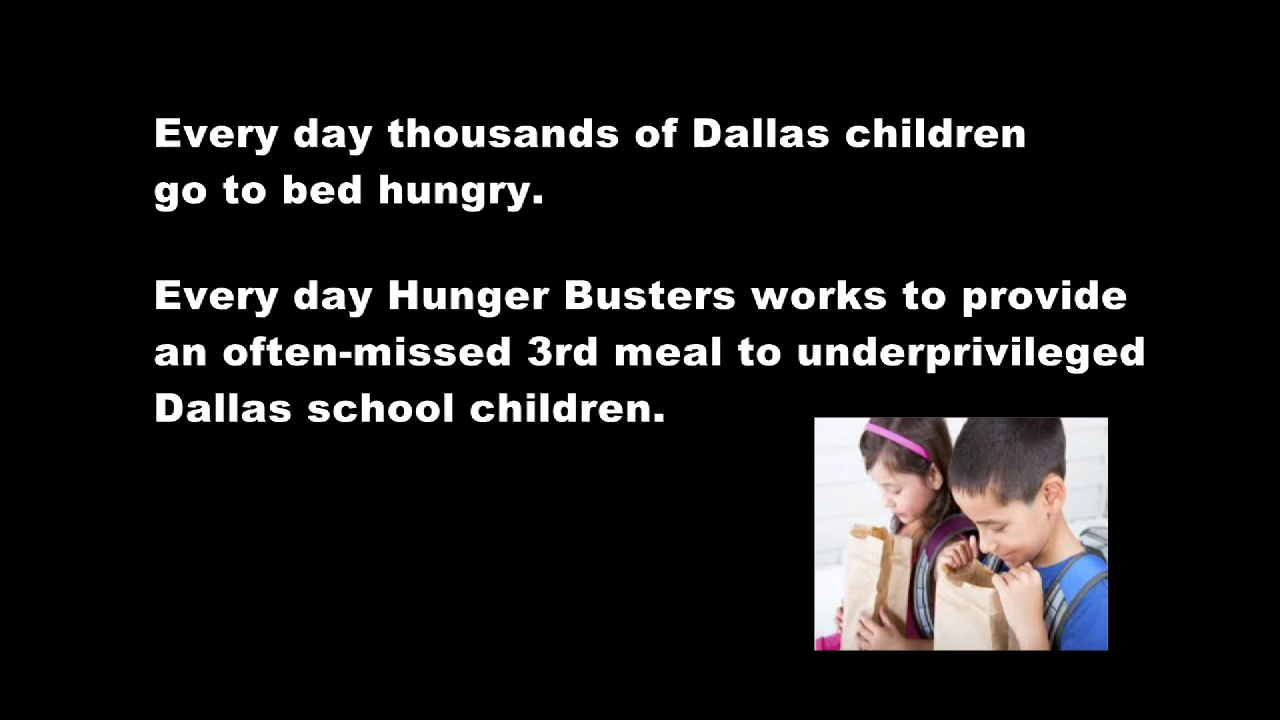 Every day thousands of Dallas children
go to bed hungry.
Every day Hunger Busters works to provide
an often-missed 3rd meal to underprivileged
Dallas school children.